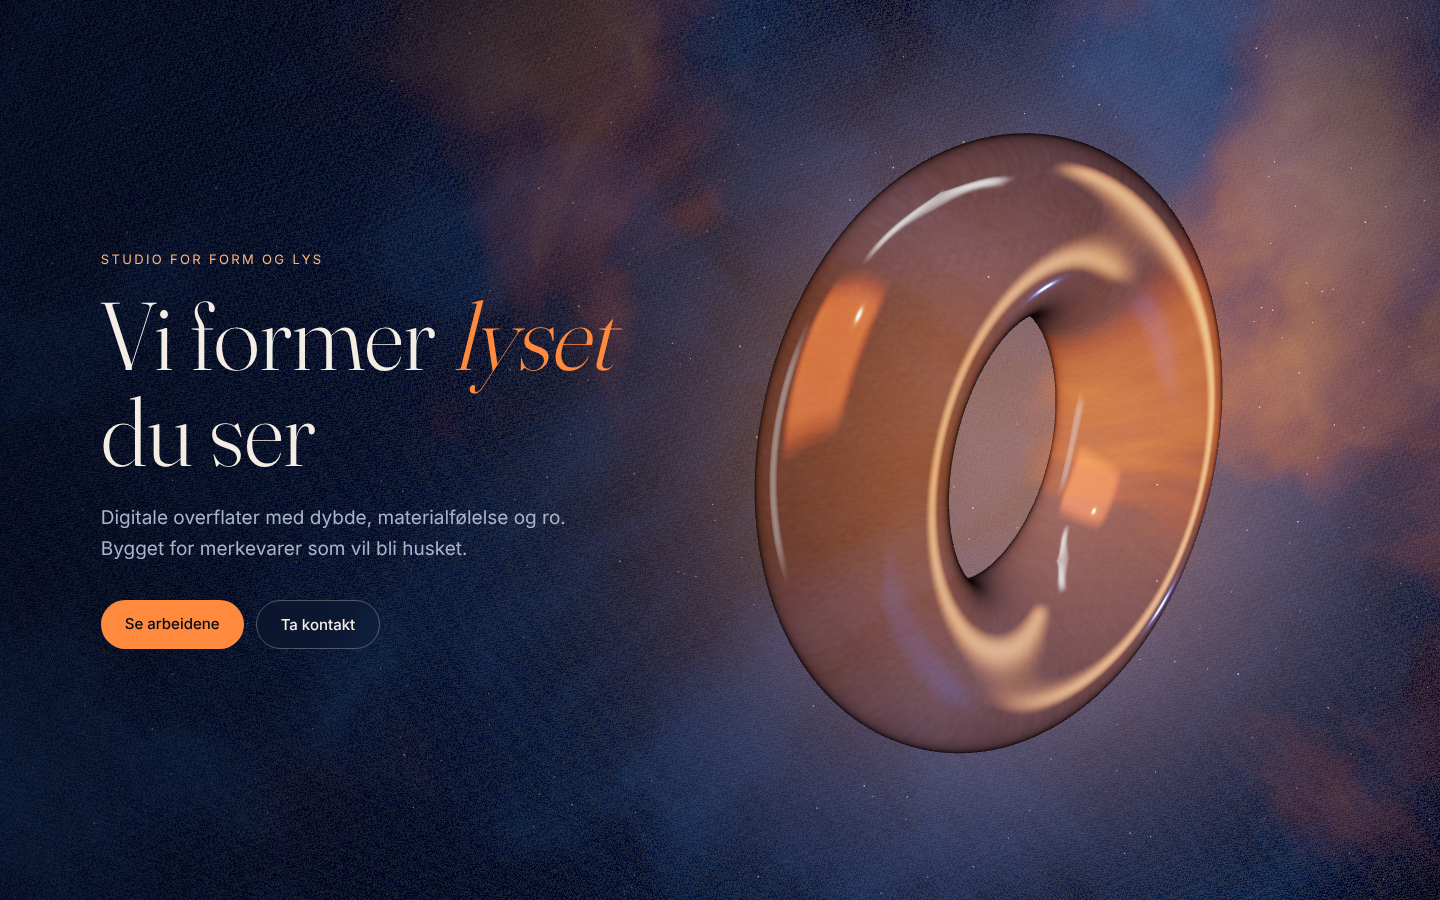 STUDIO FOR FORM OG LYS
Vi former lyset
du ser
Digitale overflater med dybde, materialfølelse og ro.
Bygget for merkevarer som vil bli husket.
Se arbeidene
Ta kontakt